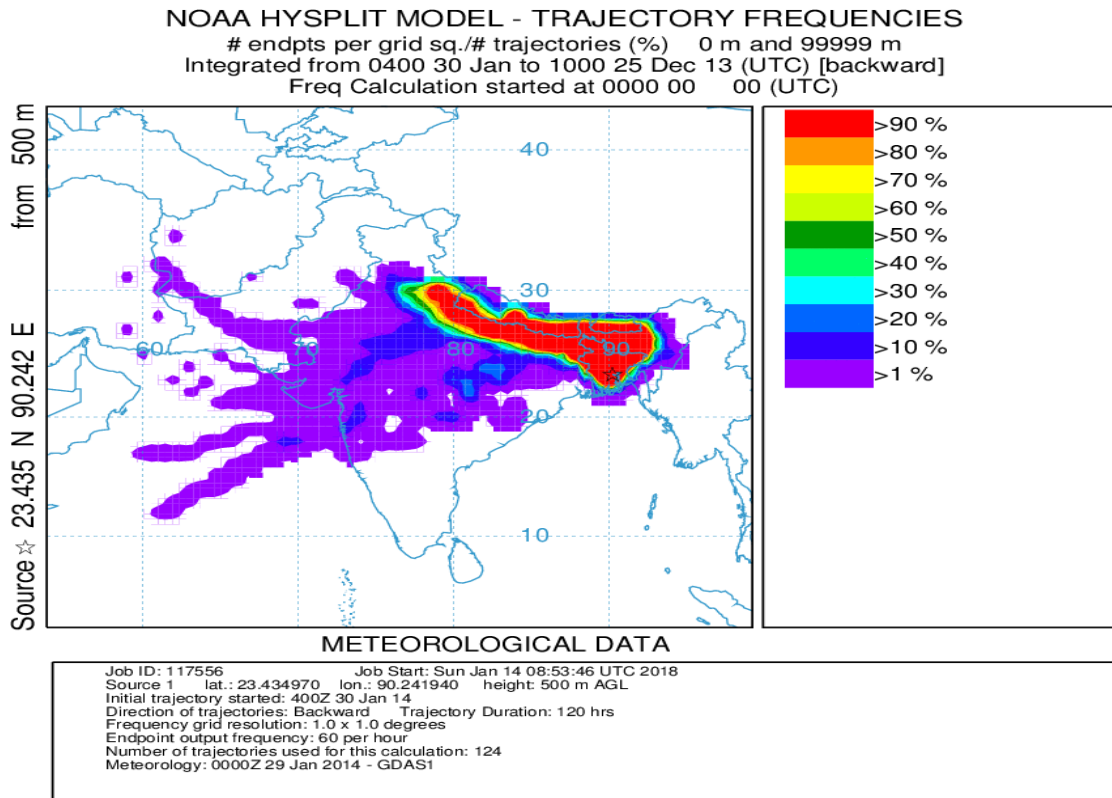 NOAA HYSPLIT MODEL - TRAJECTORY FREQUENCIES
# endpts per grid sq./# trajectories (%) 0 m and 99999 m
Integrated from 0400 30 Jan to 1000 25 Dec 13 (UTC) [backward]
Freq Calculation started at 0000 00 00 (UTC)
Source ☆ 23.435 N 90.242 E from 500 m
40
30
60
70
80
90
20
10
>90 %
>80 %
>70 %
>60 %
>50 %
>40 %
>30 %
>20 %
>10 %
>1 %
METEOROLOGICAL DATA
Job ID: 117556 Job Start: Sun Jan 14 08:53:46 UTC 2018
Source 1 lat.: 23.434970 lon.: 90.241940 height: 500 m AGL
Initial trajectory started: 400Z 30 Jan 14
Direction of trajectories: Backward Trajectory Duration: 120 hrs
Frequency grid resolution: 1.0 x 1.0 degrees
Endpoint output frequency: 60 per hour
Number of trajectories used for this calculation: 124
Meteorology: 0000Z 29 Jan 2014 - GDAS1